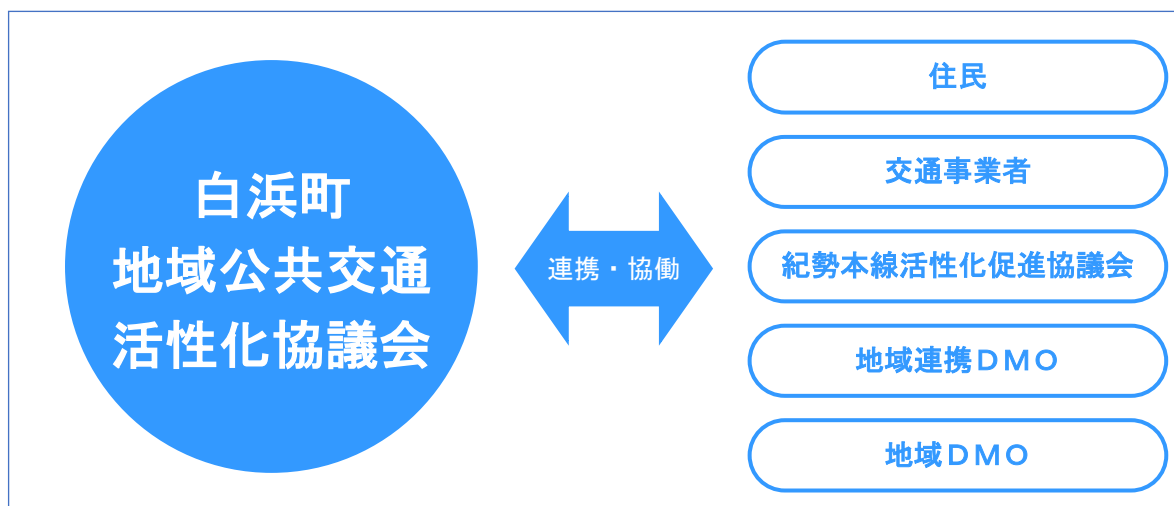 白浜町
地域公共交通
活性化協議会
連携・協働
住民
交通事業者
紀勢本線活性化促進協議会
地域連携ＤＭＯ
地域ＤＭＯ